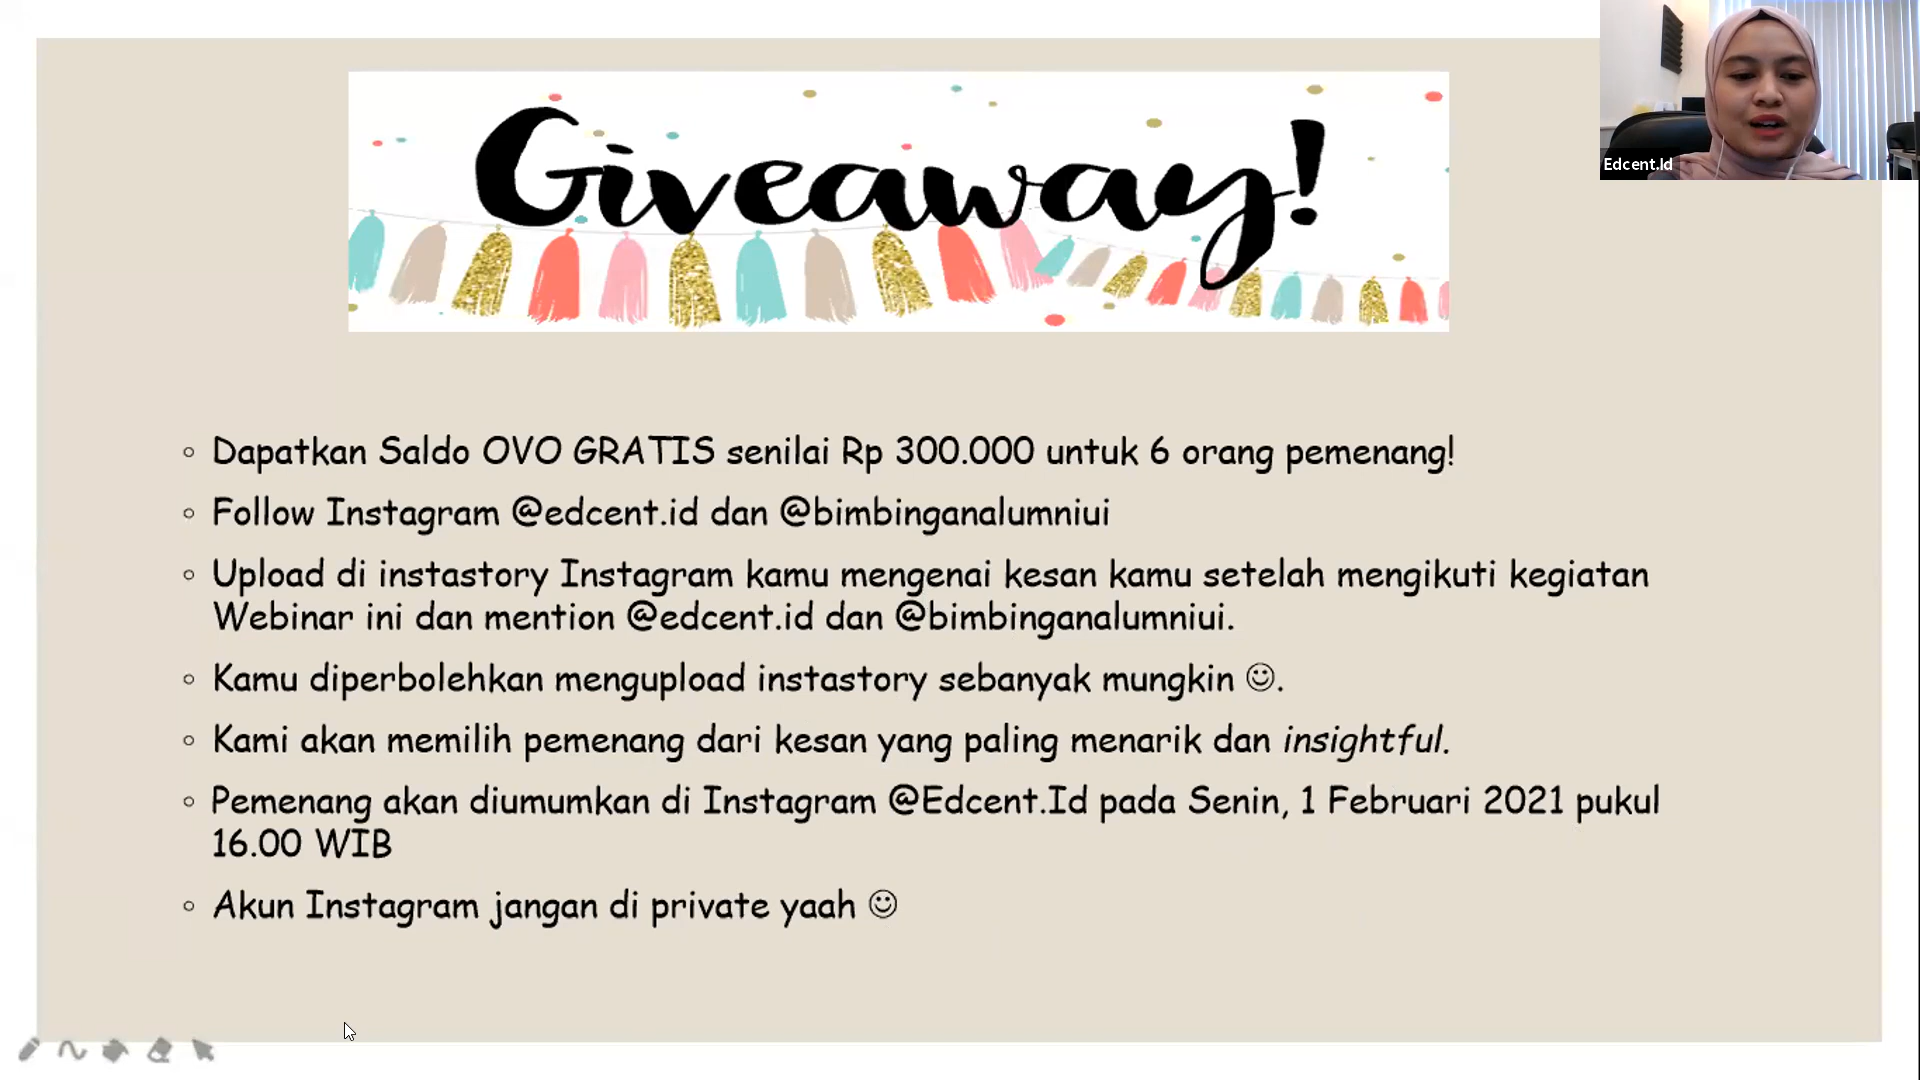 Edcent.Id
Giveaway!
Dapatkan Saldo OVO GRATIS senilai Rp 300.000 untuk 6 orang pemenang!
Follow Instagram @edcent.id dan @bimbinganalumniui
Upload di instastory Instagram kamu mengenai kesan kamu setelah mengikuti kegiatan
Webinar ini dan mention @edcent.id dan @bimbinganalumniui.
Kamu diperbolehkan mengupload instastory sebanyak mungkin ☺.
Kami akan memilih pemenang dari kesan yang paling menarik dan insightful.
Pemenang akan diumumkan di Instagram @Edcent.Id pada Senin, 1 Februari 2021 pukul
16.00 WIB
Akun Instagram jangan di private yaah ☺